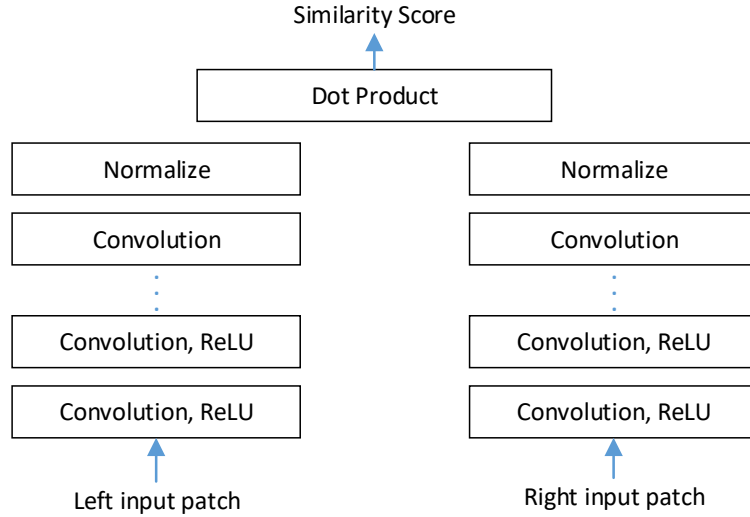 Similarity Score
Dot Product
Normalize
Normalize
Convolution
Convolution
Convolution, ReLU
Convolution, ReLU
Convolution, ReLU
Convolution, ReLU
Left input patch
Right input patch